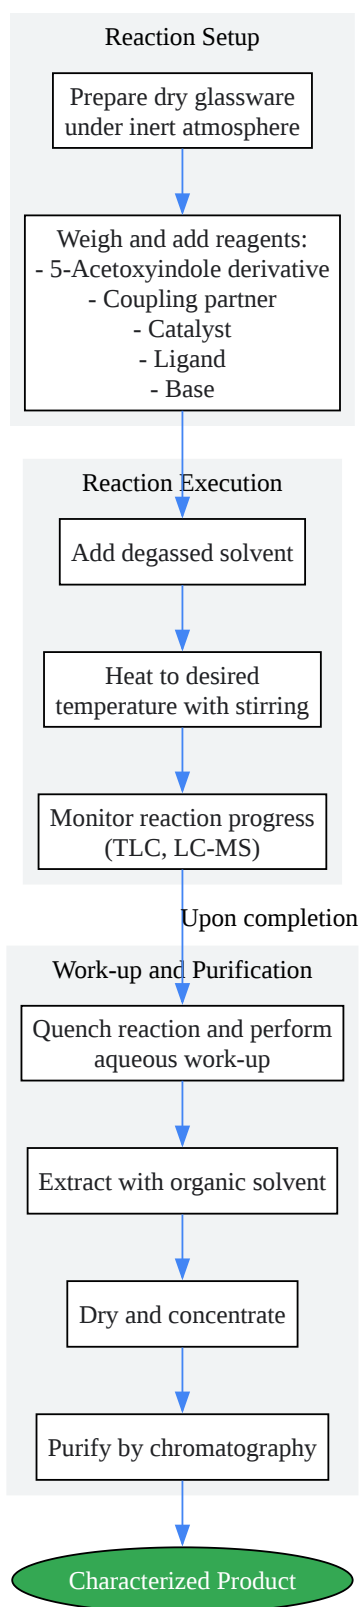 Reaction Setup
Prepare dry glassware
under inert atmosphere
Weigh and add reagents:
- 5-Acetoxyindole derivative
- Coupling partner
- Catalyst
- Ligand
- Base
Reaction Execution
Add degassed solvent
Heat to desired
temperature with stirring
Monitor reaction progress
(TLC, LC-MS)
Upon completion
Work-up and Purification
Quench reaction and perform
aqueous work-up
Extract with organic solvent
Dry and concentrate
Purify by chromatography
Characterized Product